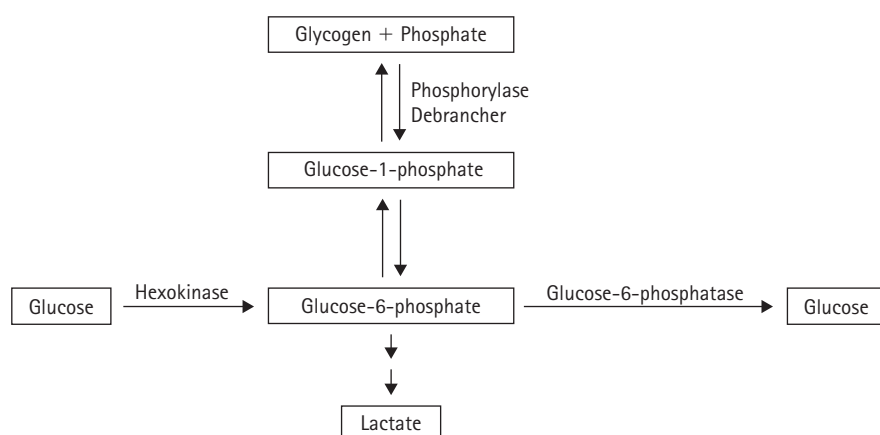 Glycogen + Phosphate
Phosphorylase
Debrancher
Glucose-1-phosphate
Glucose
Hexokinase
Glucose-6-phosphate
Glucose-6-phosphatase
Glucose
Lactate